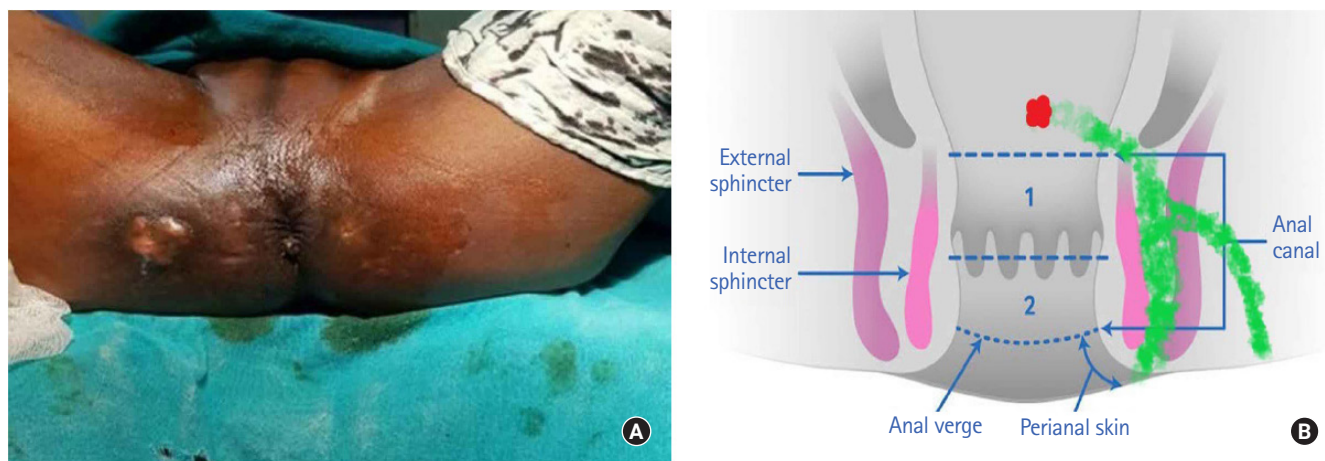 A
External
sphincter
Internal
sphincter
1
2
Anal
canal
Anal verge
Perianal skin
B